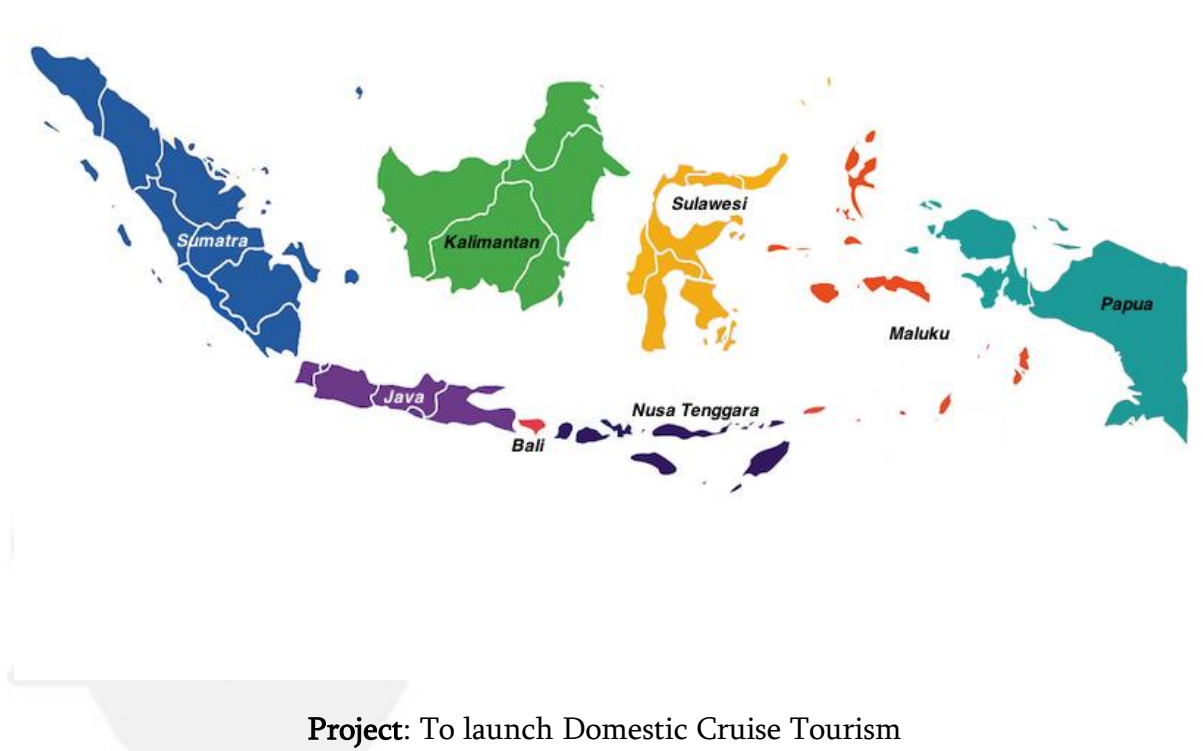 Sulawesi
Sumatra
Kalimantan
Papua
Maluku
Java
Nusa Tenggara
Bali
Project: To launch Domestic Cruise Tourism